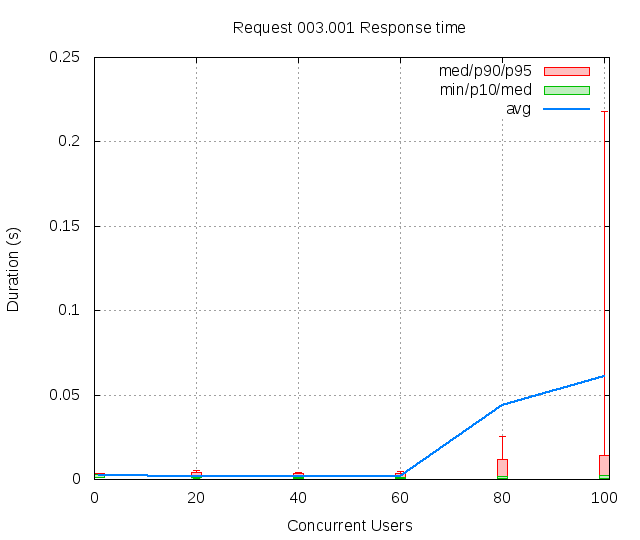 Request 003.001 Response time
0.25
0.2
0.15
0.1
0.05
0
Duration (s)
med/p90/p95
min/p10/med
avg
0 20 40 60 80 100
Concurrent Users